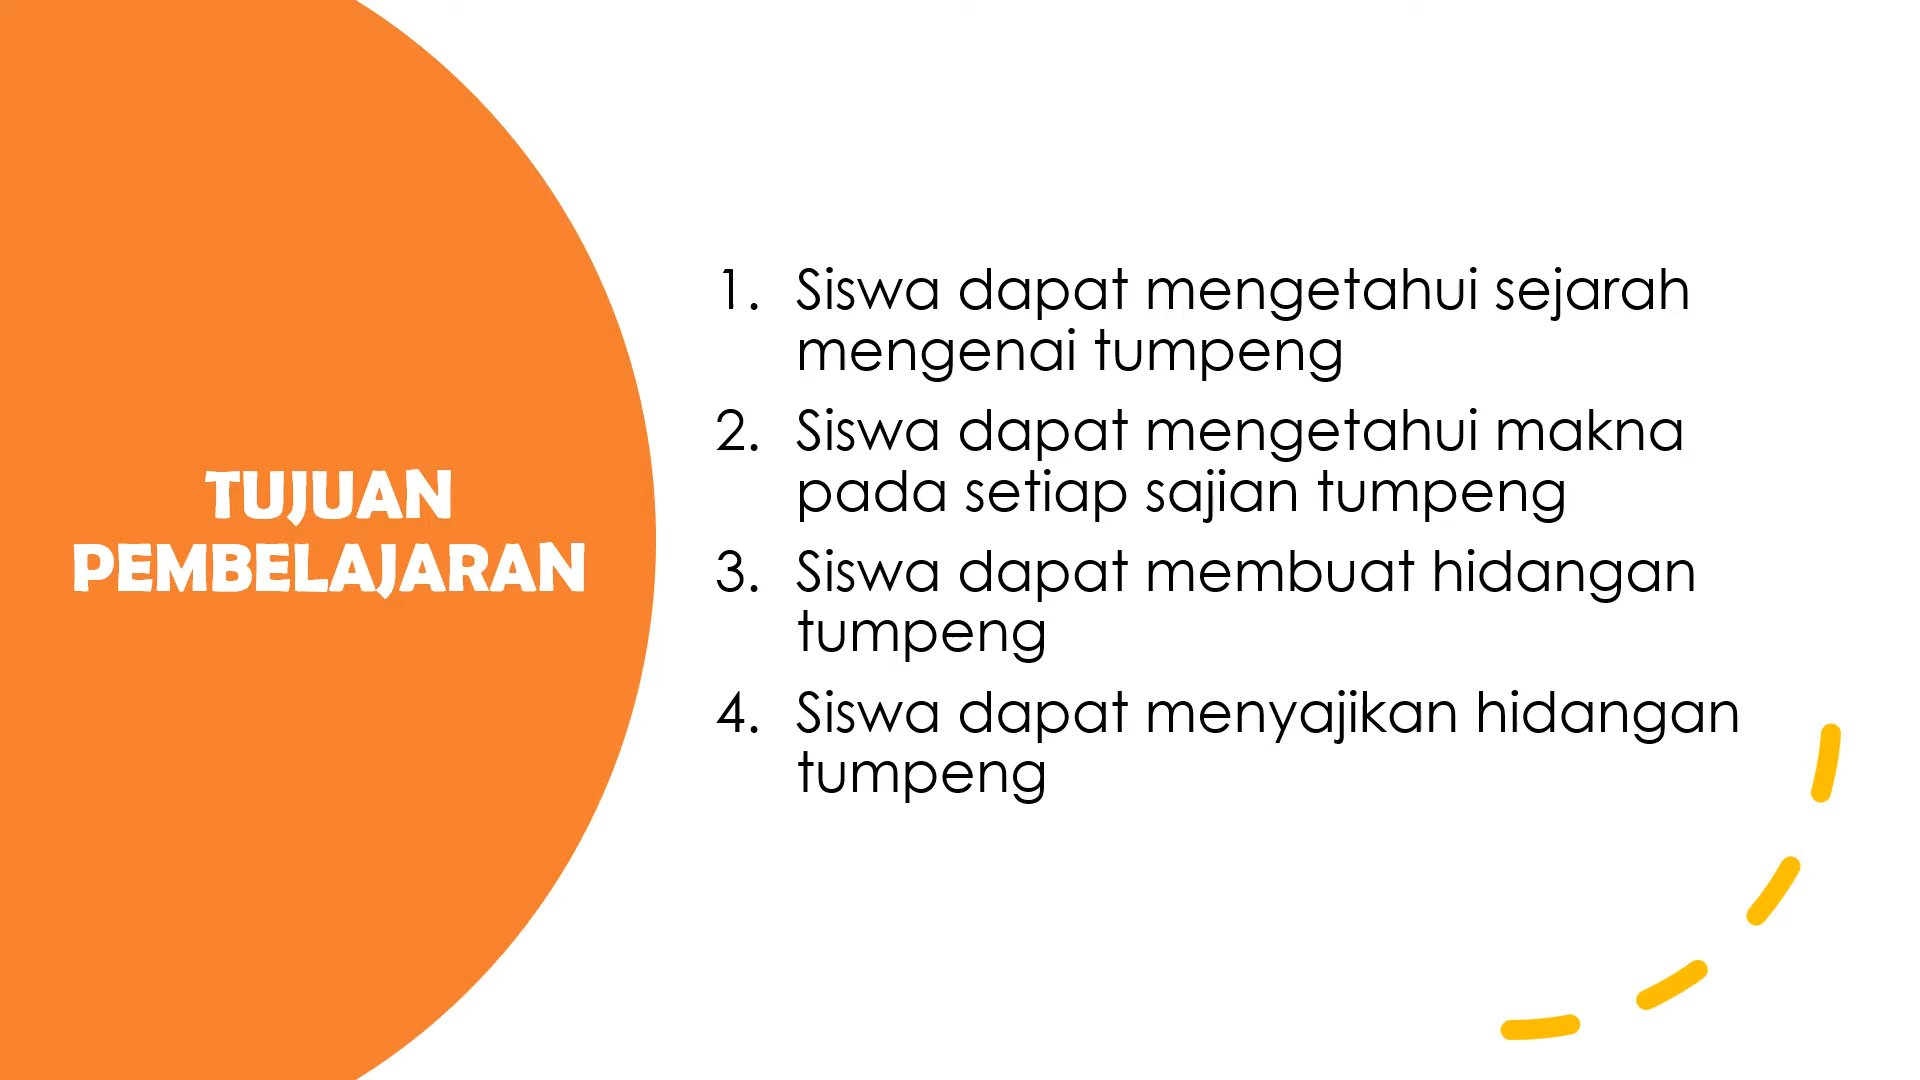 TUJUAN
PEMBELAJARAN
1. Siswa dapat mengetahui sejarah
mengenai tumpeng
2. Siswa dapat mengetahui makna
pada setiap sajian tumpeng
3. Siswa dapat membuat hidangan
tumpeng
4. Siswa dapat menyajikan hidangan
tumpeng